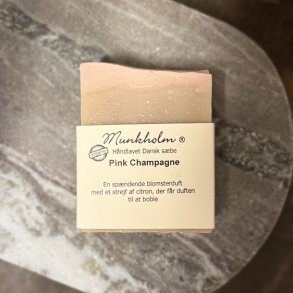 Munkholm ®
Håndlavet Dansk sæbe
Pink Champagne
En spændende blomsterduft
med et strejf af citron, der får duften
til at boble